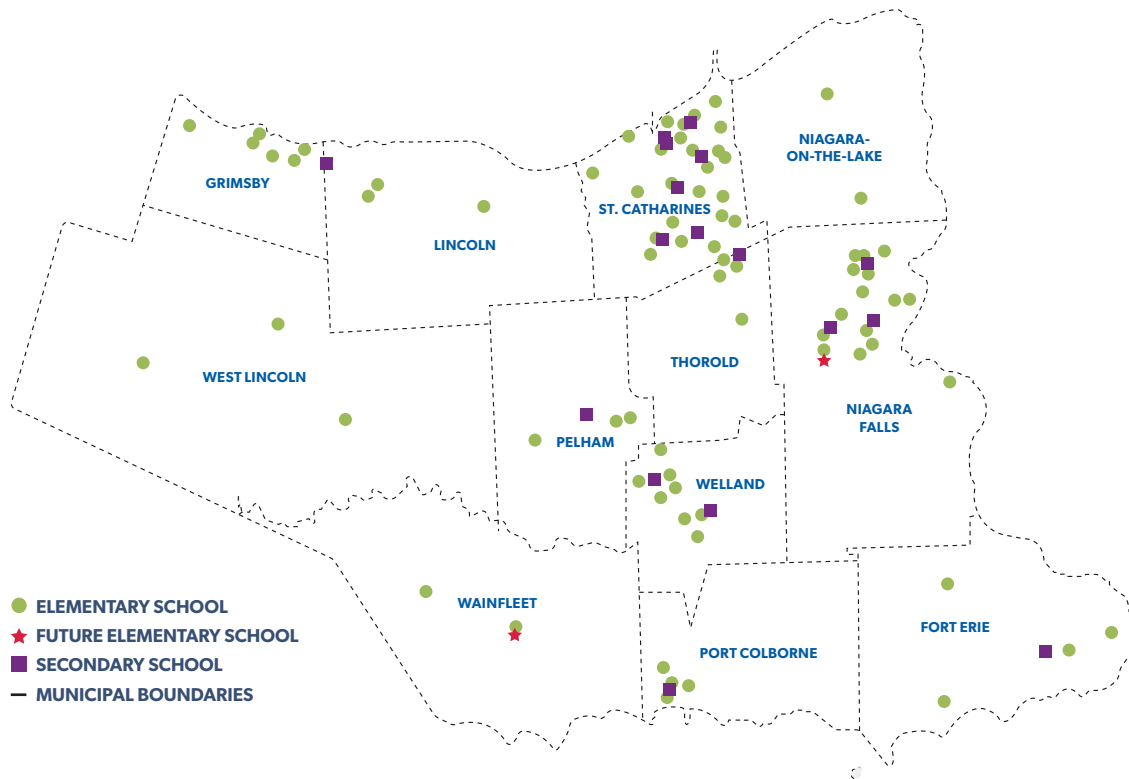 NIAGARA-
ON-THE-LAKE
GRIMSBY
ST. CATHARINES
LINCOLN
THOROLD
WEST LINCOLN
NIAGARA
FALLS
PELHAM
WELLAND
WAINFLEET
FORT ERIE
PORT COLBORNE
ELEMENTARY SCHOOL
FUTURE ELEMENTARY SCHOOL
SECONDARY SCHOOL
MUNICIPAL BOUNDARIES